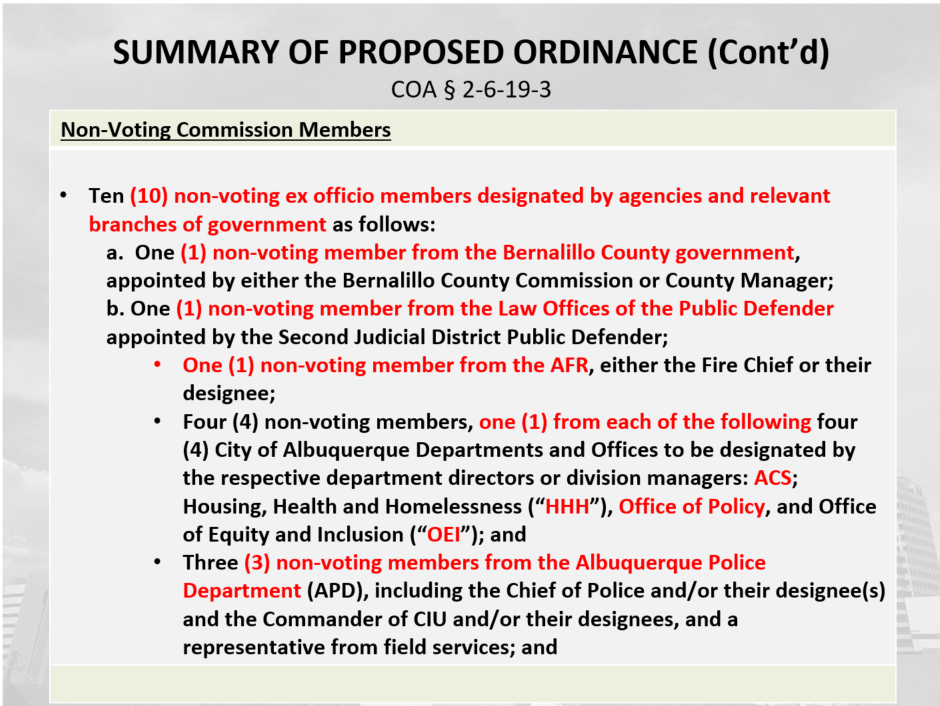 SUMMARY OF PROPOSED ORDINANCE (Cont’d)
COA § 2-6-19-3
Non-Voting Commission Members
• Ten (10) non-voting ex officio members designated by agencies and relevant
branches of government as follows:
a. One (1) non-voting member from the Bernalillo County government,
appointed by either the Bernalillo County Commission or County Manager;
b. One (1) non-voting member from the Law Offices of the Public Defender
appointed by the Second Judicial District Public Defender;
• One (1) non-voting member from the AFR, either the Fire Chief or their
designee;
• Four (4) non-voting members, one (1) from each of the following four
(4) City of Albuquerque Departments and Offices to be designated by
the respective department directors or division managers: ACS;
Housing, Health and Homelessness (“HHH”), Office of Policy, and Office
of Equity and Inclusion (“OEI”); and
• Three (3) non-voting members from the Albuquerque Police
Department (APD), including the Chief of Police and/or their designee(s)
and the Commander of CIU and/or their designees, and a
representative from field services; and